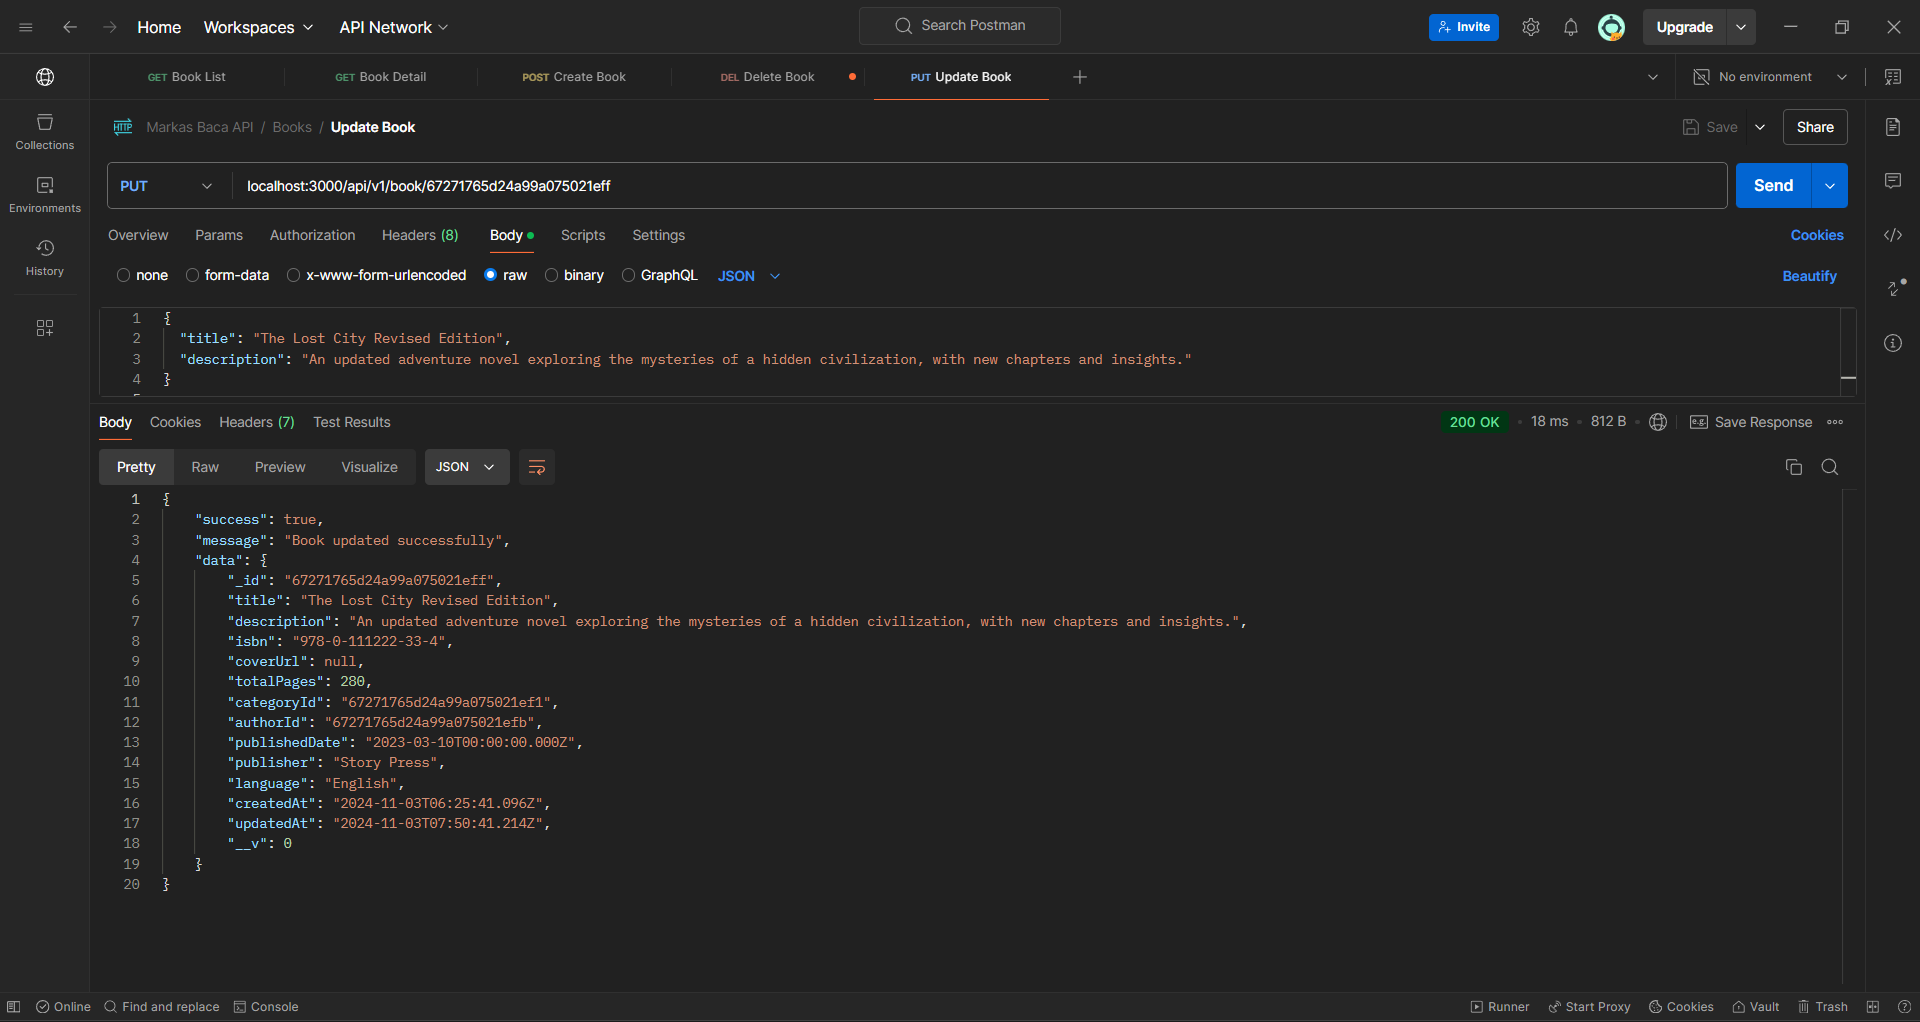 Home Workspaces API Network Search Postman Invite Upgrade
GET Book List GET Book Detail POST Create Book DEL Delete Book PUT Update Book No environment
Collections
Environments
History
HTTP Markas Baca API / Books / Update Book Save Share
PUT localhost:3000/api/v1/book/67271765d24a99a075021eff Send
Overview Params Authorization Headers (8) Body Scripts Settings Cookies
none form-data x-www-form-urlencoded raw binary GraphQL JSON Beautify
1 {
2 "title": "The Lost City Revised Edition",
3 "description": "An updated adventure novel exploring the mysteries of a hidden civilization, with new chapters and insights."
4 }
Body Cookies Headers (7) Test Results 200 OK 18 ms 812 B e.g. Save Response
Pretty Raw Preview Visualize JSON
1 {
2 "success": true,
3 "message": "Book updated successfully",
4 "data": {
5 "_id": "67271765d24a99a075021eff",
6 "title": "The Lost City Revised Edition",
7 "description": "An updated adventure novel exploring the mysteries of a hidden civilization, with new chapters and insights.",
8 "isbn": "978-0-111222-33-4",
9 "coverUrl": null,
10 "totalPages": 280,
11 "categoryId": "67271765d24a99a075021ef1",
12 "authorId": "67271765d24a99a075021efb",
13 "publishedDate": "2023-03-10T00:00:00.000Z",
14 "publisher": "Story Press",
15 "language": "English",
16 "createdAt": "2024-11-03T06:25:41.096Z",
17 "updatedAt": "2024-11-03T07:50:41.214Z",
18 "__v": 0
19 }
20 }
Online Find and replace Console Runner Start Proxy Cookies Vault Trash